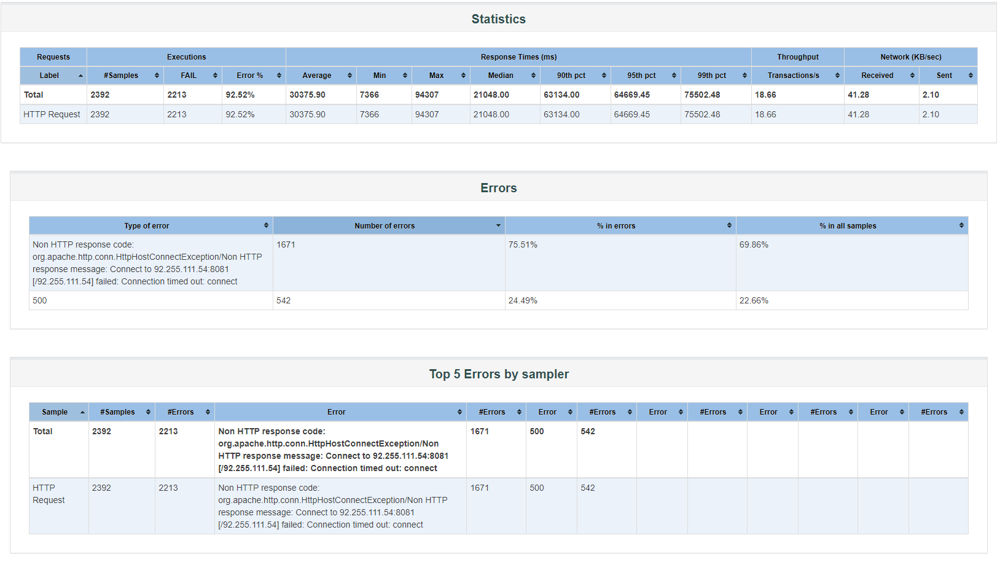 Statistics
Requests Executions Response Times (ms) Throughput Network (KB/sec)
Label #Samples FAIL Error % Average Min Max Median 90th pct 95th pct 99th pct Transactions/s Received Sent
Total 2392 2213 92.52% 30375.90 7366 94307 21048.00 63134.00 64669.45 75502.48 18.66 41.28 2.10
HTTP Request 2392 2213 92.52% 30375.90 7366 94307 21048.00 63134.00 64669.45 75502.48 18.66 41.28 2.10
Errors
Type of error Number of errors % in errors % in all samples
Non HTTP response code: 1671 75.51% 69.86%
org.apache.http.conn.HttpHostConnectException/Non HTTP
response message: Connect to 92.255.111.54:8081
[/92.255.111.54] failed: Connection timed out: connect
500 542 24.49% 22.66%
Top 5 Errors by sampler
Sample #Samples #Errors Error #Errors Error #Errors Error #Errors Error #Errors Error #Errors
Total 2392 2213 Non HTTP response code: 1671 500 542
org.apache.http.conn.HttpHostConnectException/Non
HTTP response message: Connect to 92.255.111.54:8081
[/92.255.111.54] failed: Connection timed out: connect
HTTP 2392 2213 Non HTTP response code: 1671 500 542
Request org.apache.http.conn.HttpHostConnectException/Non HTTP
response message: Connect to 92.255.111.54:8081
[/92.255.111.54] failed: Connection timed out: connect